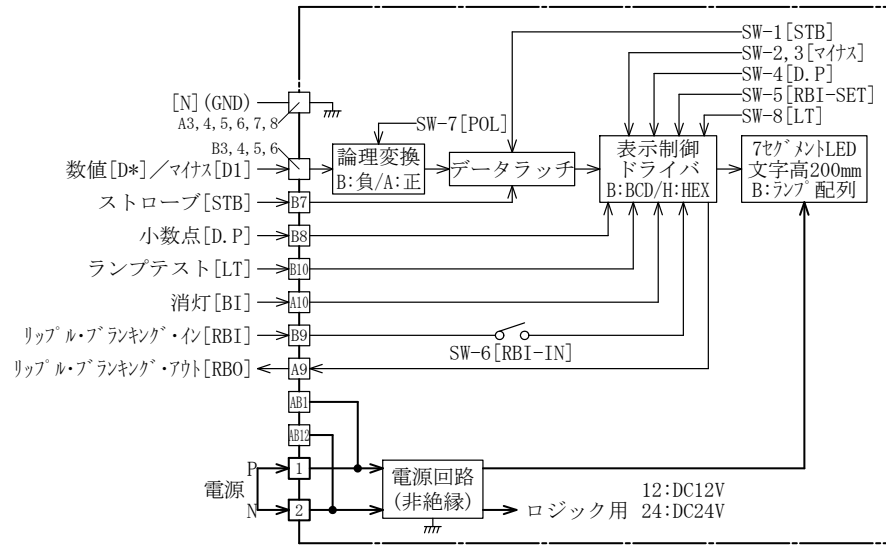 SW-1[STB]
SW-2,3[マイナス]
SW-4[D.P]
SW-5[RBI-SET]
SW-8[LT]
[N](GND)
A3,4,5,6,7,8
SW-7[POL]
B3,4,5,6
数値[D*]/マイナス[D1]
論理変換
B:負/A:正
データラッチ
表示制御
ドライバ
B:BCD/H:HEX
7セグメントLED
文字高200mm
B:ランプ配列
ストローブ[STB]
B7
小数点[D.P]
B8
ランプテスト[LT]
B10
消灯[BI]
A10
リップル・ブランキング・イン[RBI]
B9
SW-6[RBI-IN]
リップル・ブランキング・アウト[RBO]
A9
AB1
AB12
P
1
電源
N
2
電源回路
(非絶縁)
ロジック用
12:DC12V
24:DC24V